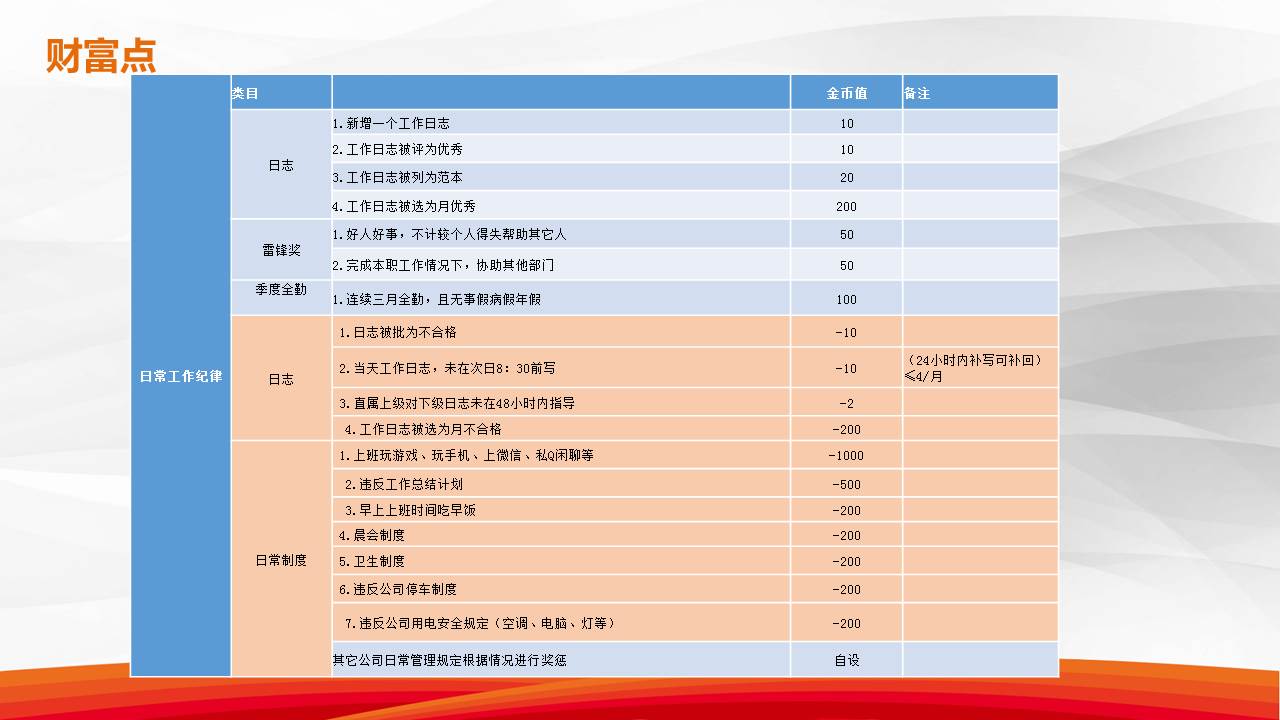 财富点
类目 金币值 备注
日常工作纪律
日志
1.新增一个工作日志 10
2.工作日志被评为优秀 10
3.工作日志被列为范本 20
4.工作日志被选为月优秀 200
雷锋奖
1.好人好事，不计较个人得失帮助其它人 50
2.完成本职工作情况下，协助其他部门 50
季度全勤
1.连续三月全勤，且无事假病假年假 100
日志
1.日志被批为不合格 -10
2.当天工作日志，未在次日8：30前写 -10 （24小时内补写可补回）
≤4/月
3.直属上级对下级日志未在48小时内指导 -2
4.工作日志被选为月不合格 -200
日常制度
1.上班玩游戏、玩手机、上微信、私Q闲聊等 -1000
2.违反工作总结计划 -500
3.早上上班时间吃早饭 -200
4.晨会制度 -200
5.卫生制度 -200
6.违反公司停车制度 -200
7.违反公司用电安全规定（空调、电脑、灯等） -200
其它公司日常管理规定根据情况进行奖惩 自设